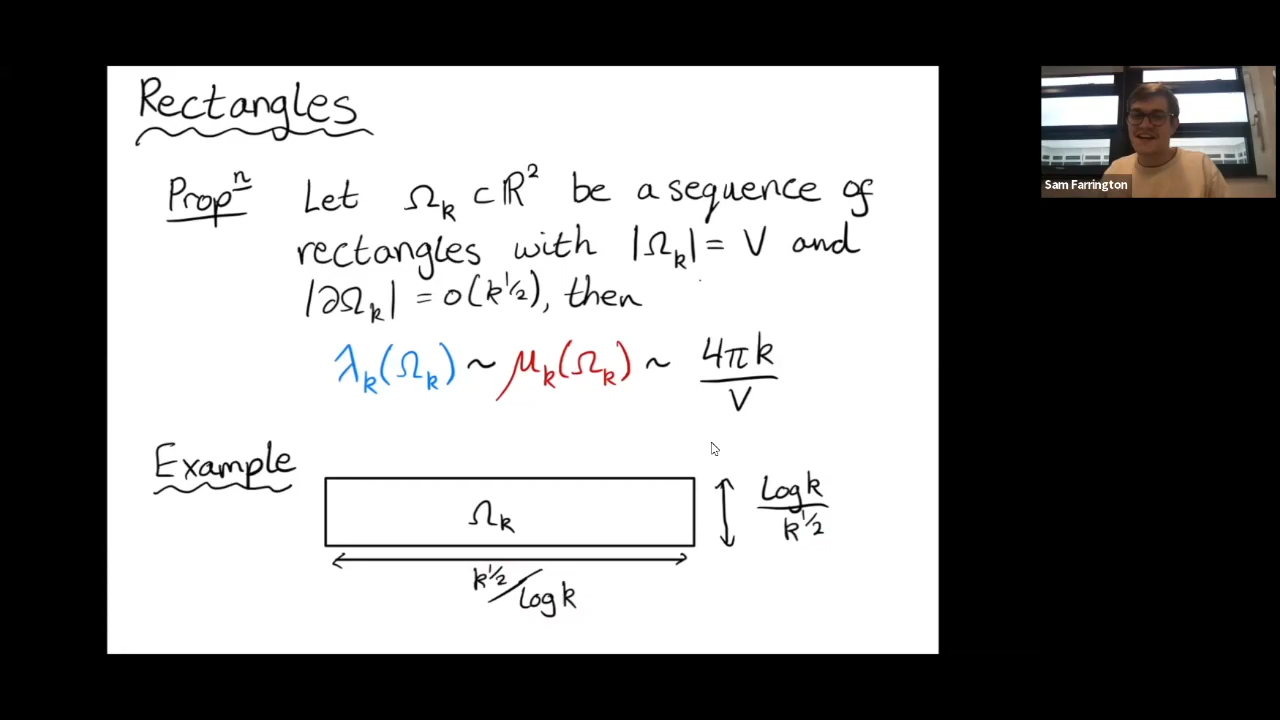 Rectangles
Propⁿ Let Ωₖ ⊂ ℝ² be a sequence of
rectangles with |Ωₖ| = V and
|∂Ωₖ| = o(k^{1/2}), then
λₖ(Ωₖ) ~ μₖ(Ωₖ) ~ 4πk/V
Example
Ωₖ
log k / k^{1/2}
k^{1/2}/log k
Sam Farrington